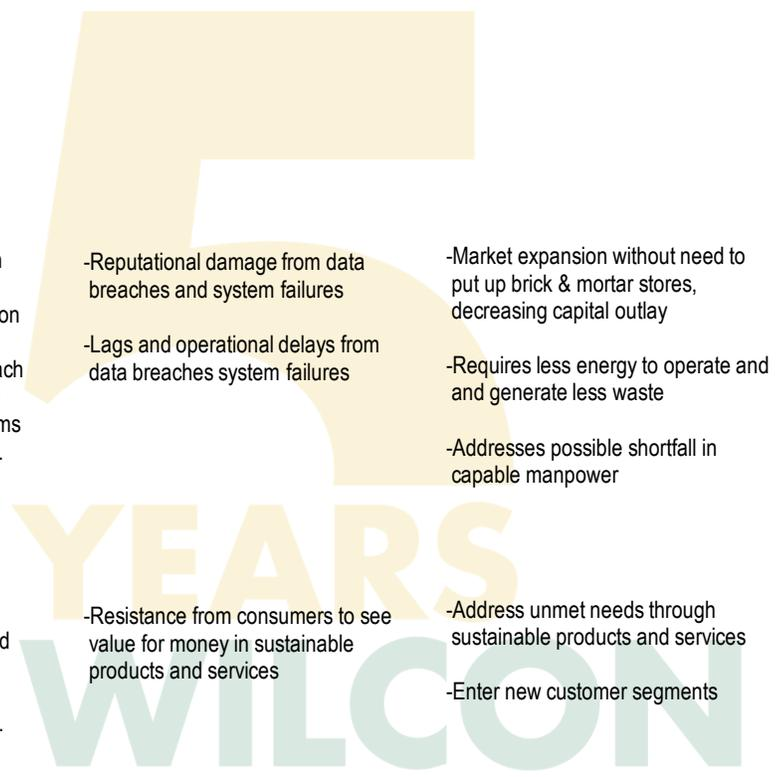 -Reputational damage from data
breaches and system failures
-Lags and operational delays from
data breaches system failures
-Market expansion without need to
put up brick & mortar stores,
decreasing capital outlay
-Requires less energy to operate and
and generate less waste
-Addresses possible shortfall in
capable manpower
-Resistance from consumers to see
value for money in sustainable
products and services
-Address unmet needs through
sustainable products and services
-Enter new customer segments
5
YEARS
WILCON